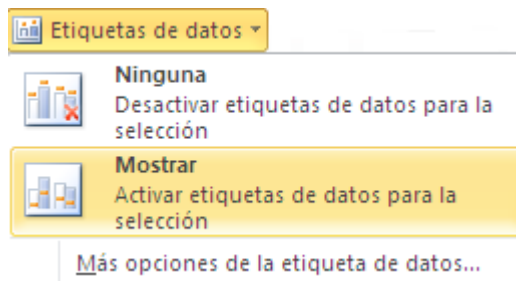 Etiquetas de datos
Ninguna
Desactivar etiquetas de datos para la
selección
Mostrar
Activar etiquetas de datos para la
selección
Más opciones de la etiqueta de datos...